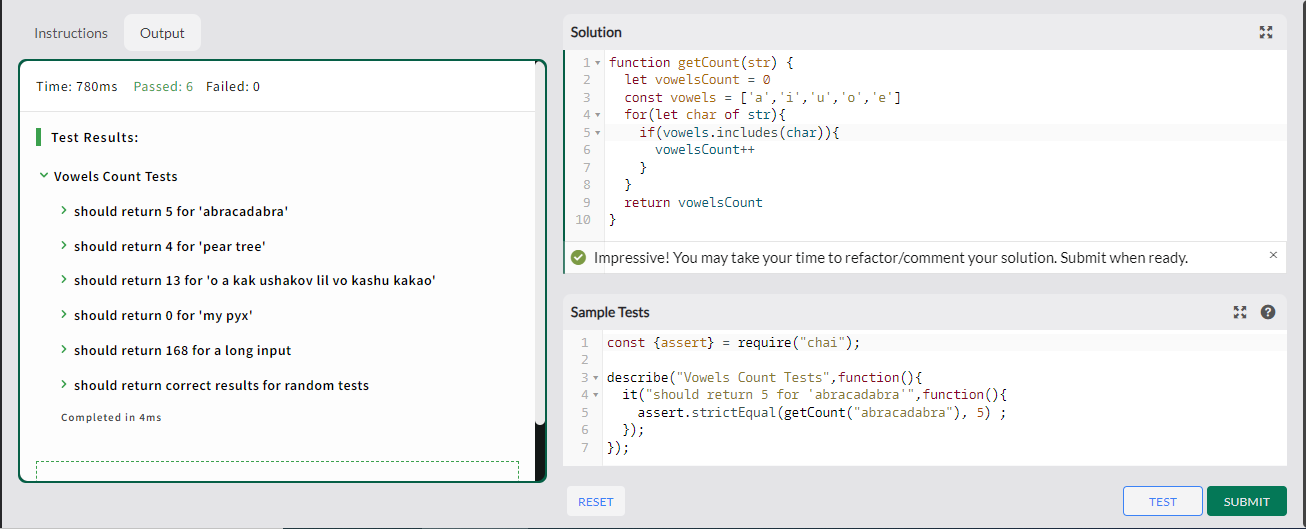 Instructions
Output
Time: 780ms Passed: 6 Failed: 0
Test Results:
Vowels Count Tests
should return 5 for 'abracadabra'
should return 4 for 'pear tree'
should return 13 for 'o a kak ushakov lil vo kashu kakao'
should return 0 for 'my pyx'
should return 168 for a long input
should return correct results for random tests
Completed in 4ms
Solution
1 function getCount(str) {
2 let vowelsCount = 0
3 const vowels = ['a','i','u','o','e']
4 for(let char of str){
5 if(vowels.includes(char)){
6 vowelsCount++
7 }
8 }
9 return vowelsCount
10 }
Impressive! You may take your time to refactor/comment your solution. Submit when ready.
Sample Tests
1 const {assert} = require("chai");
2
3 describe("Vowels Count Tests",function(){
4 it("should return 5 for 'abracadabra'",function(){
5 assert.strictEqual(getCount("abracadabra"), 5) ;
6 });
7 });
RESET
TEST
SUBMIT